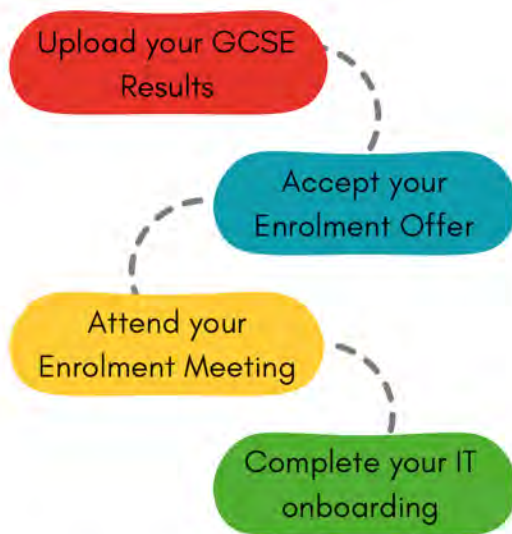 Upload your GCSE
Results
Accept your
Enrolment Offer
Attend your
Enrolment Meeting
Complete your IT
onboarding